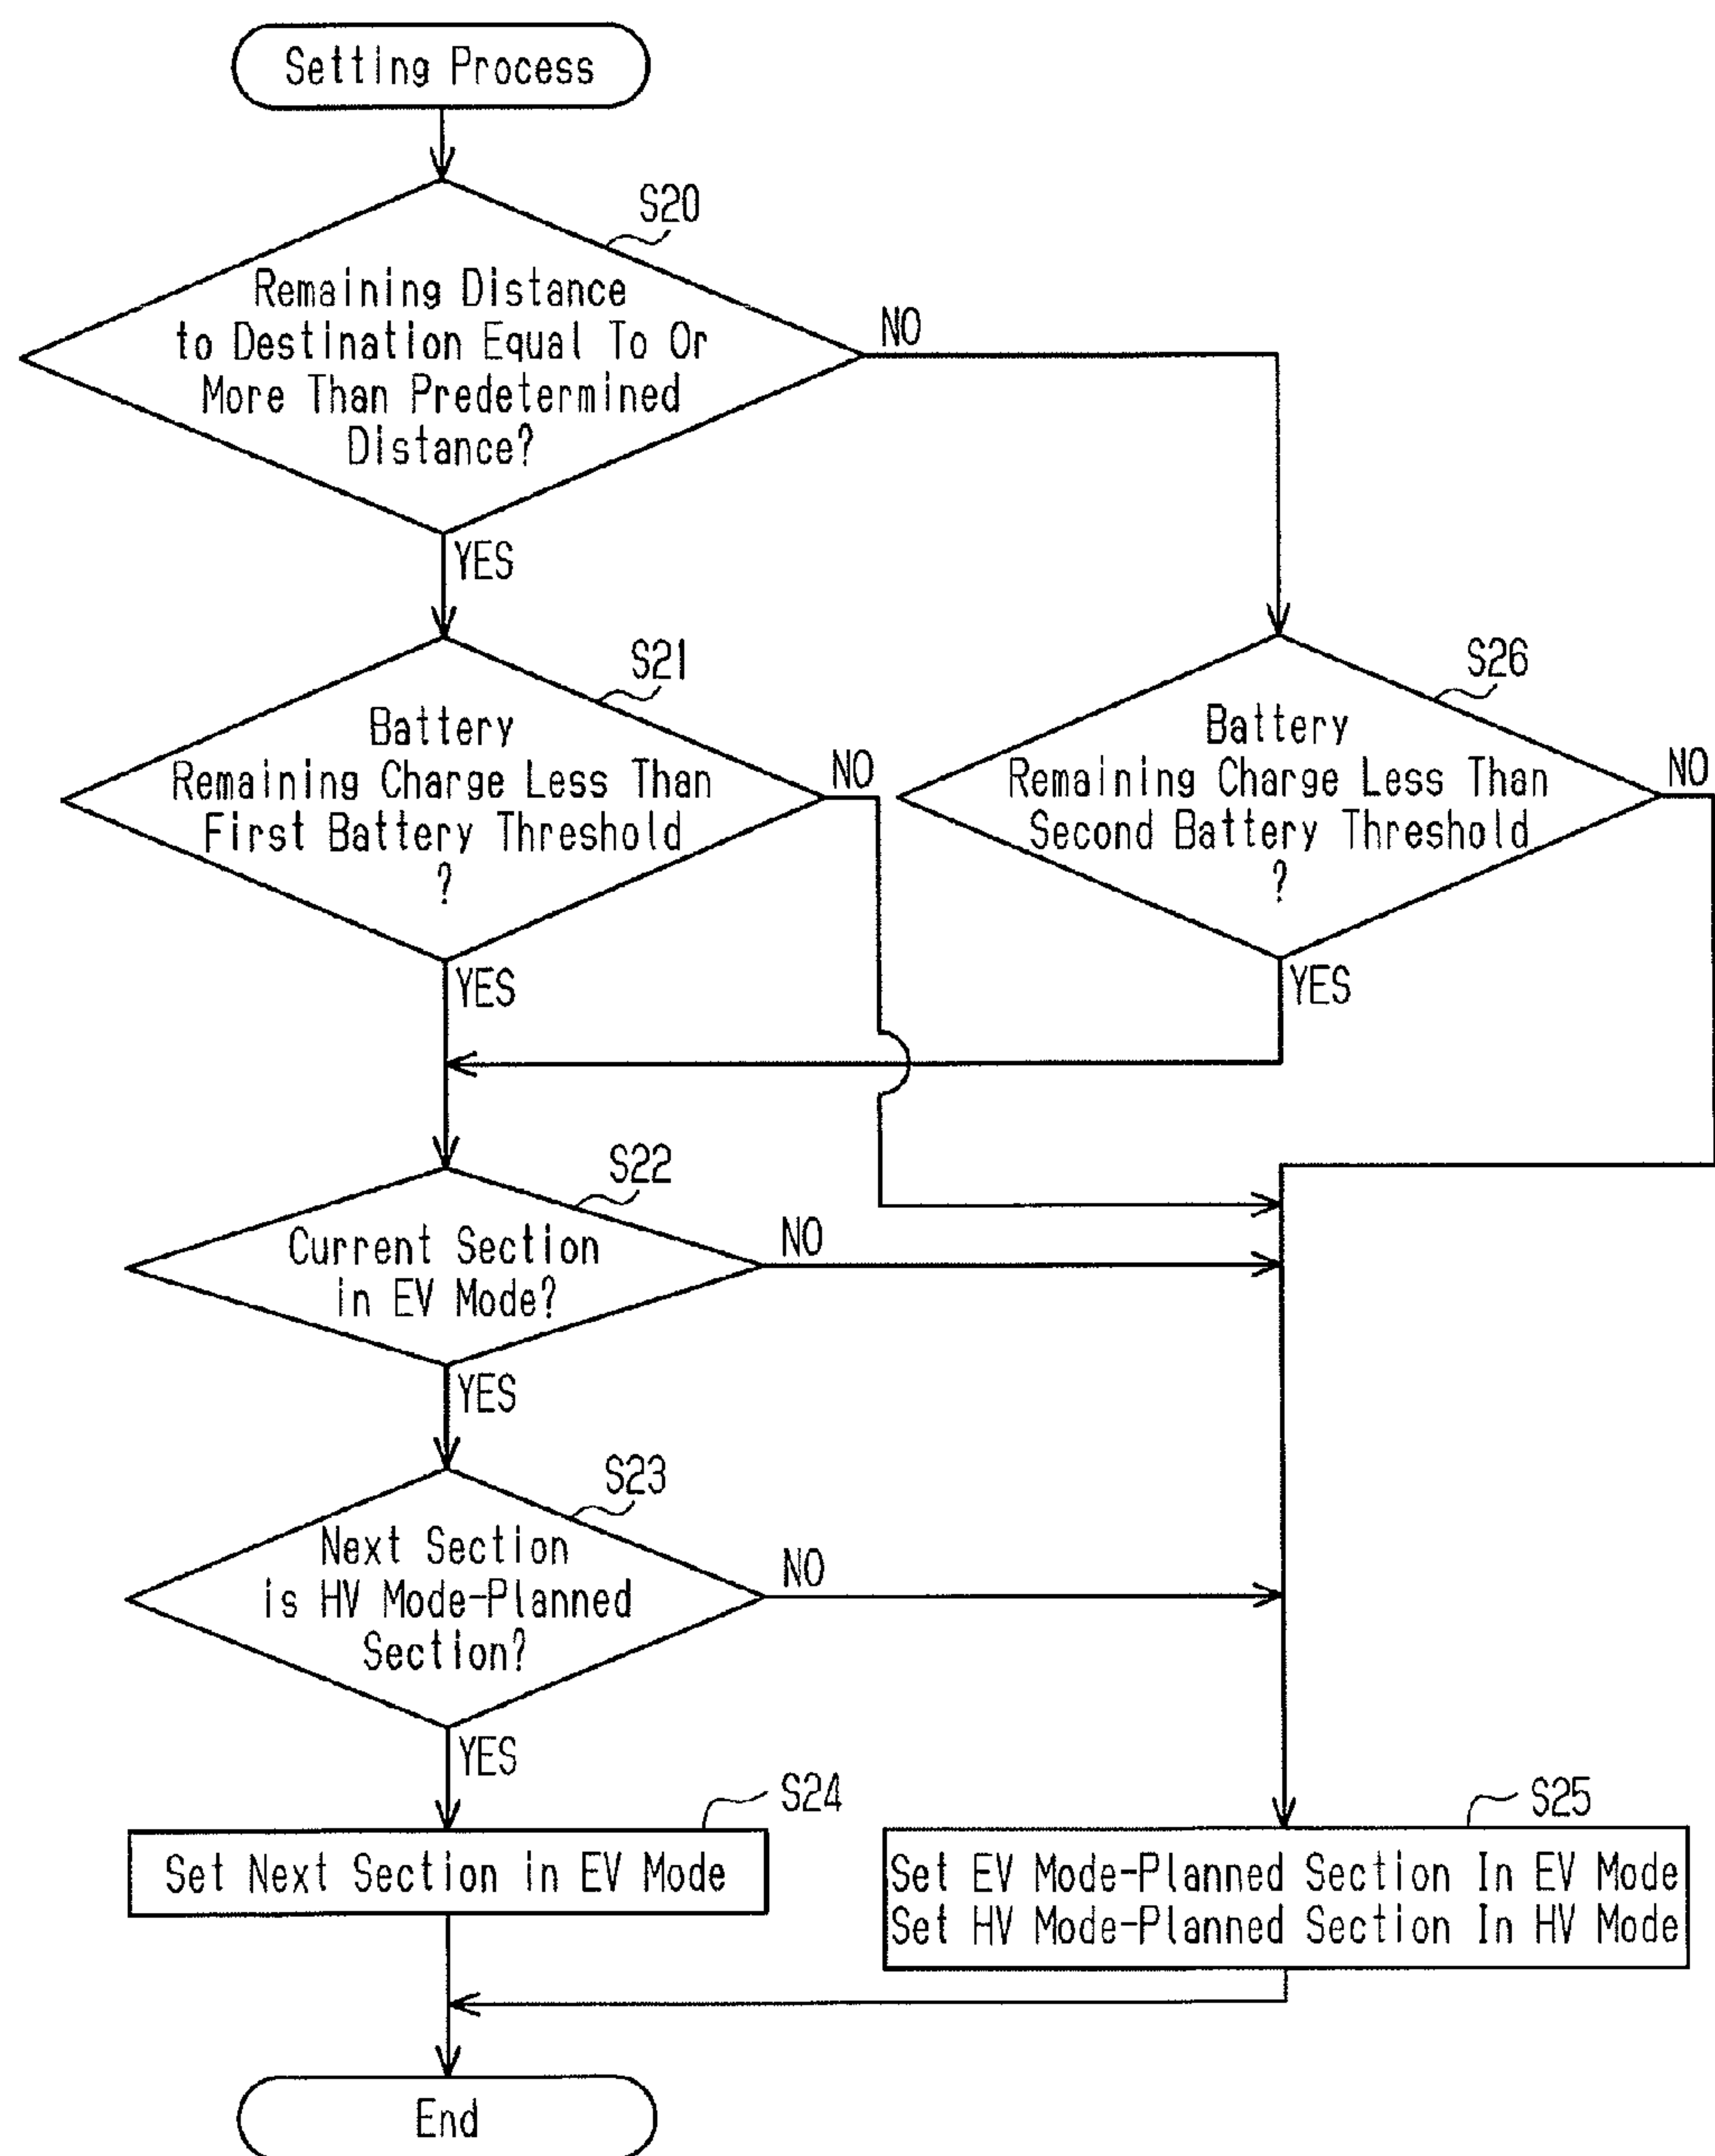 Setting Process
S20
Remaining Distance
to Destination Equal To Or
More Than Predetermined
Distance?
NO
YES
S21
Battery
Remaining Charge Less Than
First Battery Threshold
?
NO
YES
S26
Battery
Remaining Charge Less Than
Second Battery Threshold
?
NO
YES
S22
Current Section
in EV Mode?
NO
YES
S23
Next Section
is HV Mode-Planned
Section?
NO
YES
S24
Set Next Section in EV Mode
S25
Set EV Mode-Planned Section In EV Mode
Set HV Mode-Planned Section In HV Mode
End